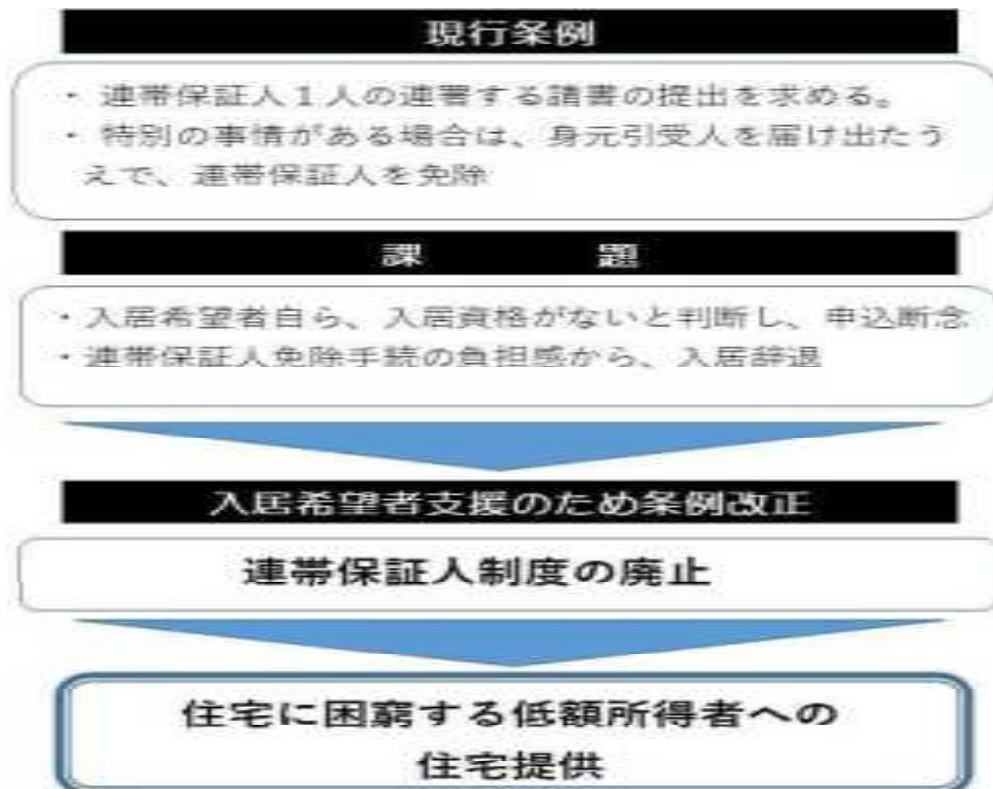 現行条例
・ 連帯保証人１人の連署する請書の提出を求める。
・ 特別の事情がある場合は、身元引受人を届け出たう
えで、連帯保証人を免除
課 題
・入居希望者自ら、入居資格がないと判断し、申込断念
・連帯保証人免除手続の負担感から、入居辞退
入居希望者支援のため条例改正
連帯保証人制度の廃止
住宅に困窮する低額所得者への
住宅提供